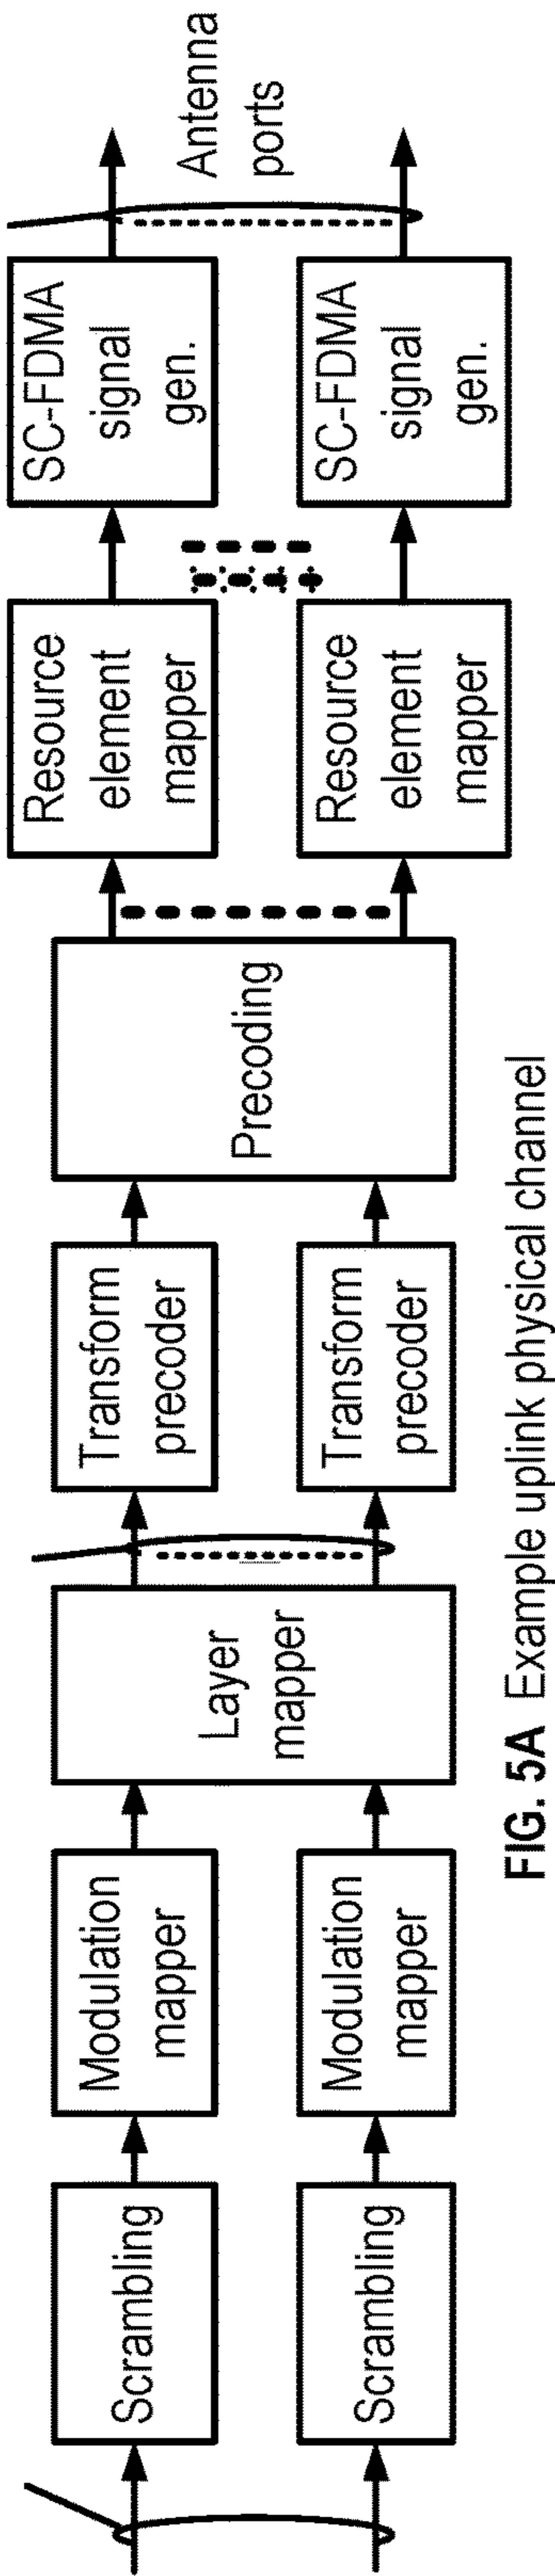 Scrambling
Scrambling
Modulation
mapper
Modulation
mapper
Layer
mapper
Transform
precoder
Transform
precoder
Precoding
Resource
element
mapper
Resource
element
mapper
SC-FDMA
signal
gen.
SC-FDMA
signal
gen.
Antenna
ports
FIG. 5A Example uplink physical channel